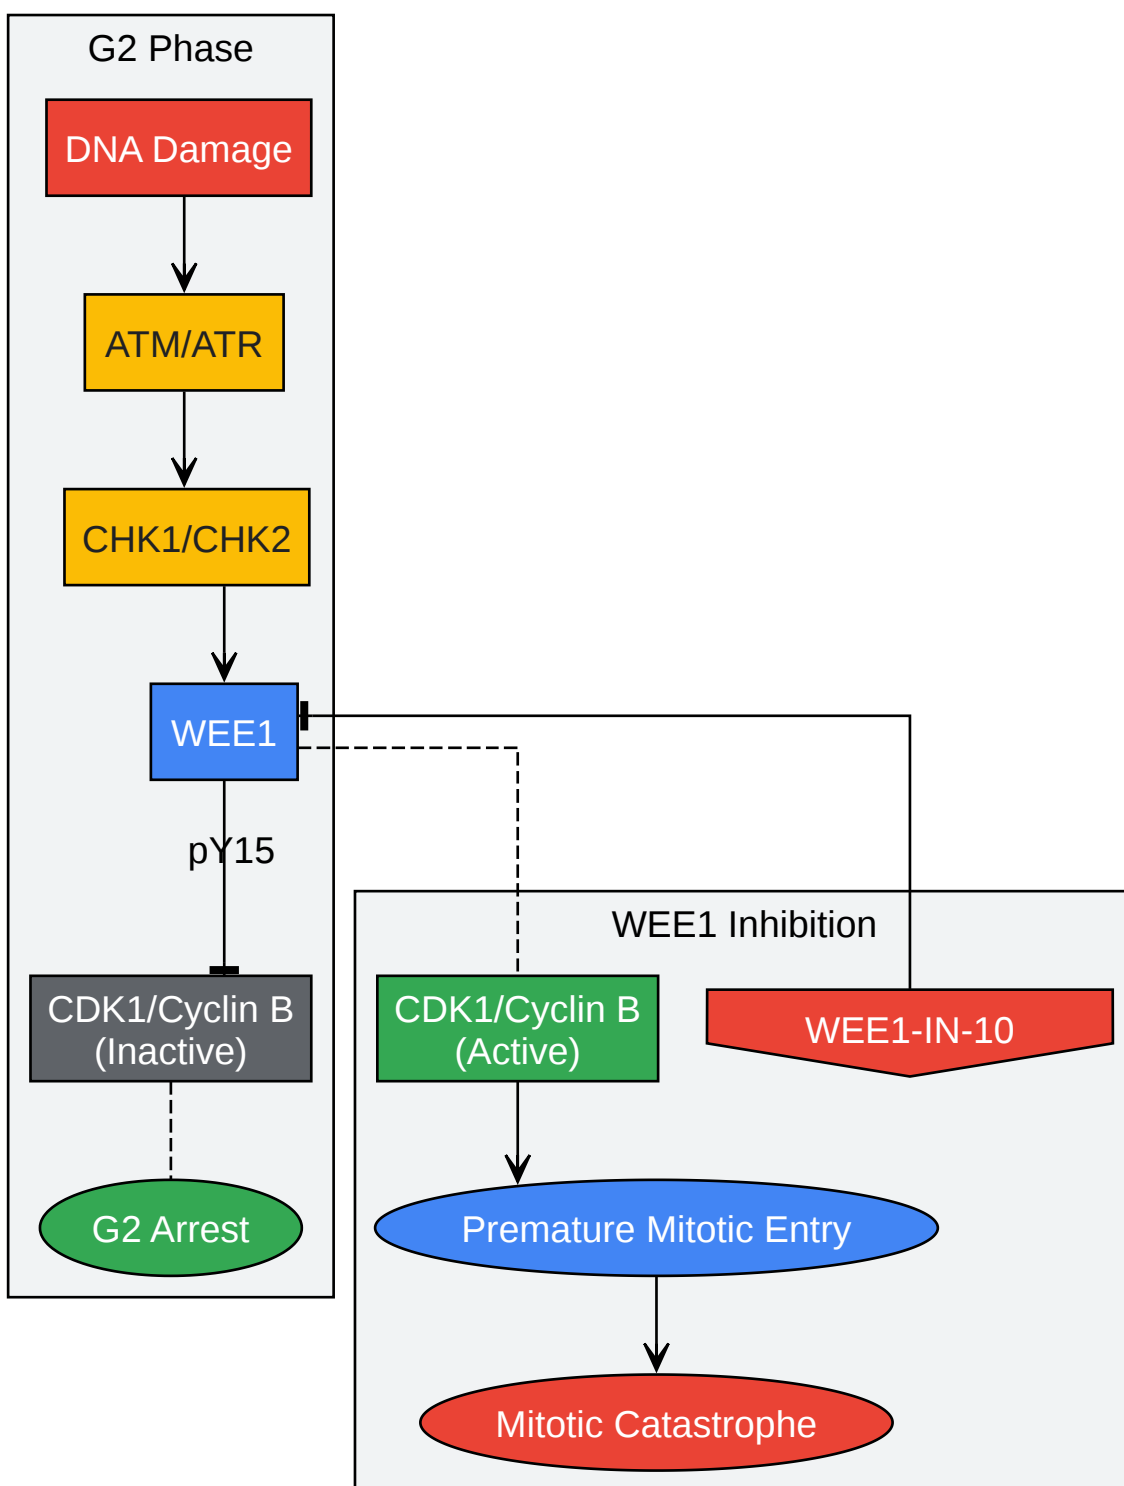 G2 Phase
DNA Damage
ATM/ATR
CHK1/CHK2
WEE1
pY15
CDK1/Cyclin B
(Inactive)
G2 Arrest
WEE1 Inhibition
CDK1/Cyclin B
(Active)
WEE1-IN-10
Premature Mitotic Entry
Mitotic Catastrophe